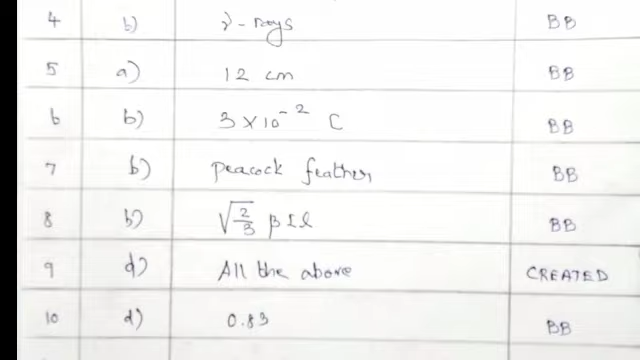 4 b) γ - rays BB
5 a) 12 cm BB
6 b) 3 × 10⁻² C BB
7 b) peacock feather BB
8 b) √2/3 β I l BB
9 d) All the above CREATED
10 d) 0.83 BB